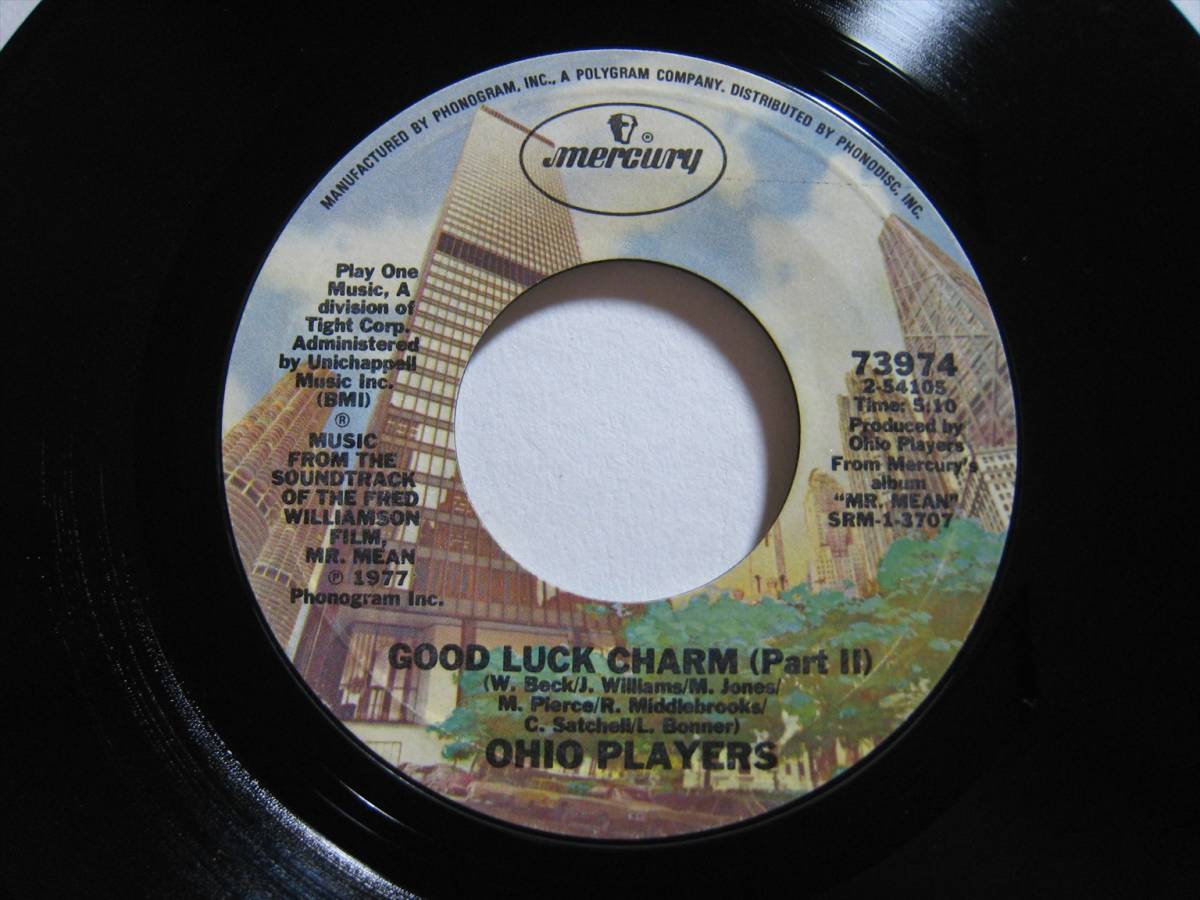 MANUFACTURED BY PHONOGRAM, INC., A POLYGRAM COMPANY. DISTRIBUTED BY PHONODISC, INC.
mercury ®
Play One
Music, A
division of
Tight Corp.
Administered
by Unichappell
Music Inc.
(BMI)
®
MUSIC
FROM THE
SOUNDTRACK
OF THE FRED
WILLIAMSON
FILM,
MR. MEAN
℗ 1977
Phonogram Inc.
73974
2-54105
Time: 5:10
Produced by
Ohio Players
From Mercury's
album
"MR. MEAN"
SRM-1-3707
GOOD LUCK CHARM (Part II)
(W. Beck/J. Williams/M. Jones/
M. Pierce/R. Middlebrooks/
C. Satchell/L. Bonner)
OHIO PLAYERS